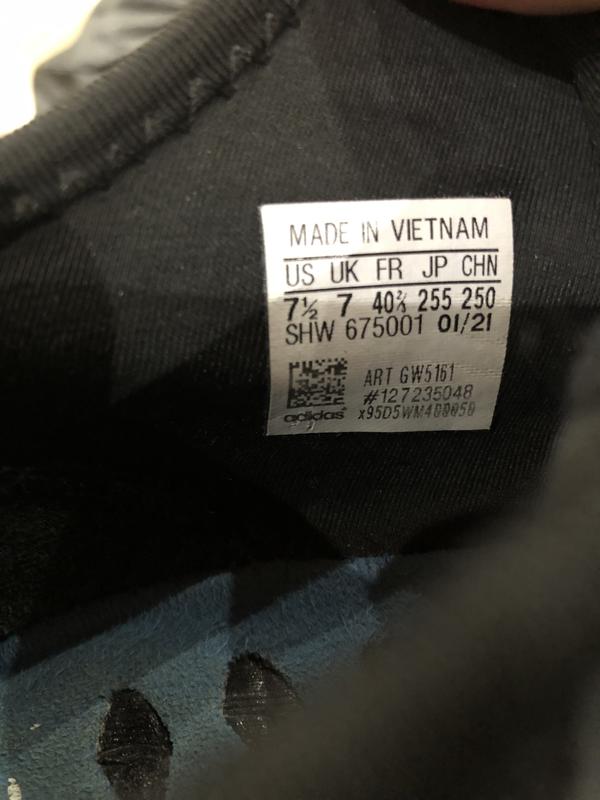 MADE IN VIETNAM
US UK FR JP CHN
7½ 7 40⅔ 255 250
SHW 675001 01/21
ART GW5161
#127235048
adidas